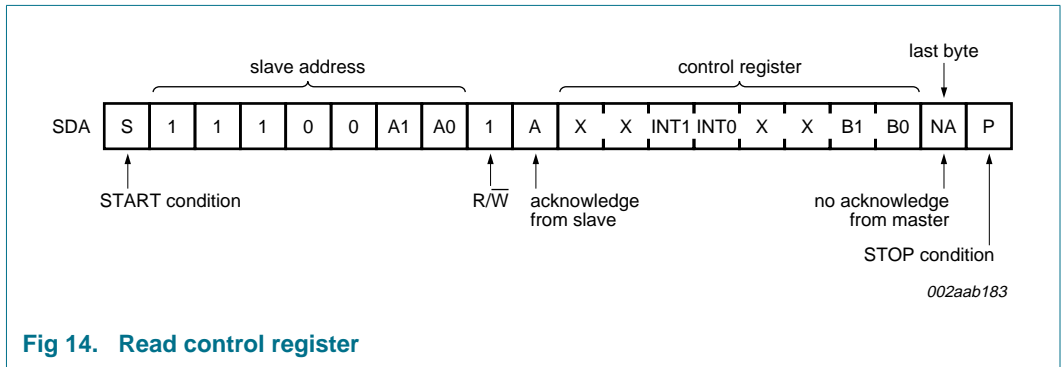 last byte
slave address control register
SDA S 1 1 1 0 0 A1 A0 1 A X X INT1 INT0 X X B1 B0 NA P
START condition R/W̅ acknowledge from slave no acknowledge from master
STOP condition
002aab183
Fig 14. Read control register